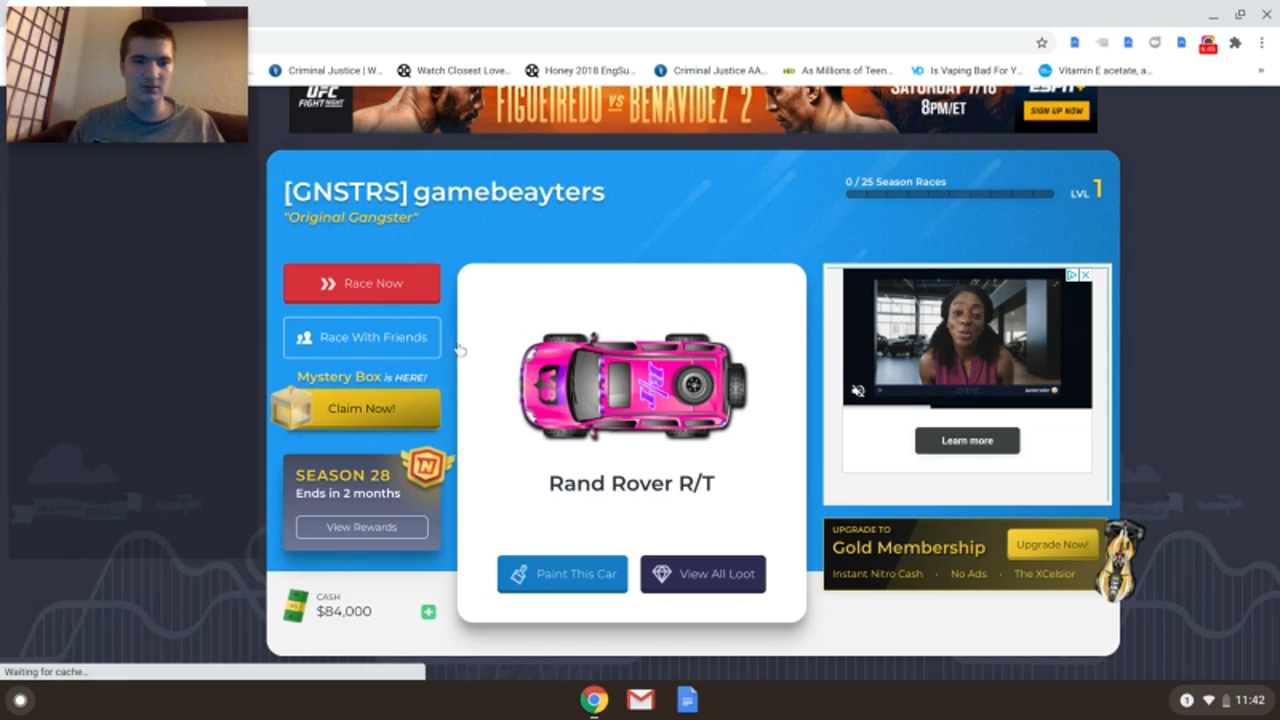 Criminal Justice | W...
Watch Closest Love...
Honey 2018 EngSu...
Criminal Justice AA...
As Millions of Teen...
Is Vaping Bad For Y...
Vitamin E acetate, a...
»
UFC
FIGHT NIGHT
FIGUEIREDO VS BENAVIDEZ 2
SATURDAY 7/18
8PM/ET
ESPN+
SIGN UP NOW
[GNSTRS] gamebeayters
"Original Gangster"
0 / 25 Season Races
LVL 1
Race Now
Race With Friends
Mystery Box is HERE!
Claim Now!
SEASON 28
Ends in 2 months
View Rewards
CASH
$84,000
R/T
Rand Rover R/T
Paint This Car
View All Loot
Learn more
UPGRADE TO
Gold Membership
Upgrade Now!
Instant Nitro Cash · No Ads · The XCelsior
Waiting for cache...
1
11:42